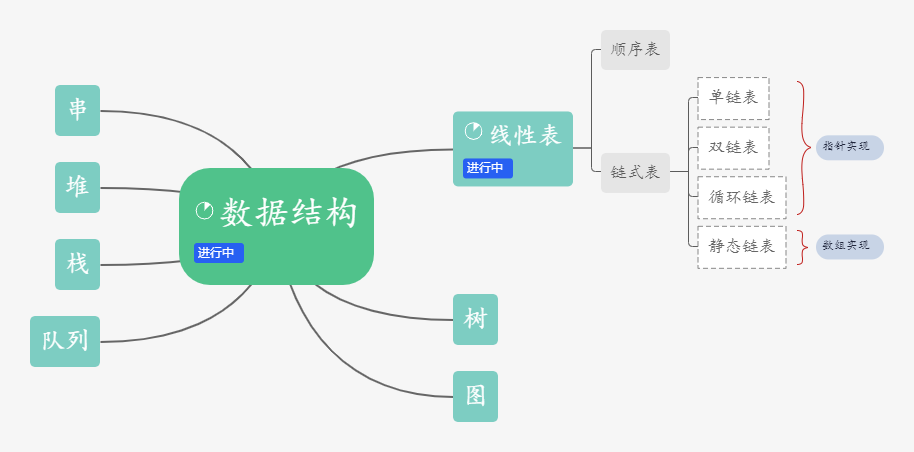 数据结构
进行中
线性表
进行中
顺序表
链式表
单链表
双链表
循环链表
静态链表
指针实现
数组实现
树
图
串
堆
栈
队列